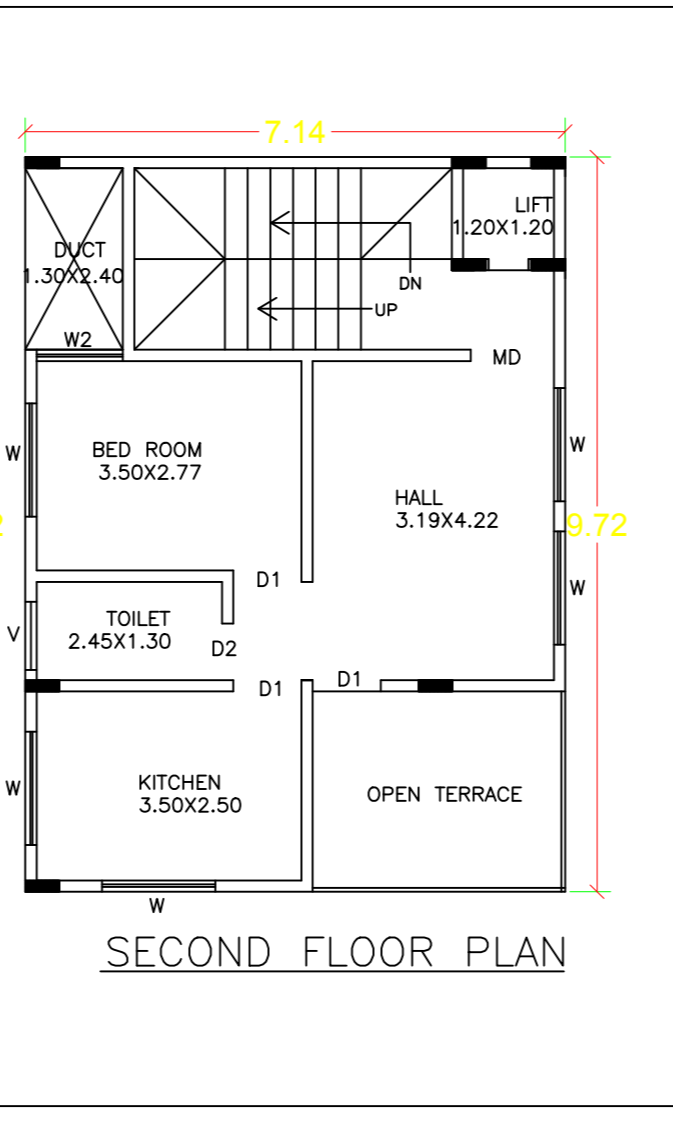 7.14
LIFT
1.20X1.20
DUCT
1.30X2.40
DN
UP
W2
MD
BED ROOM
3.50X2.77
W
W
HALL
3.19X4.22
2
9.72
D1
W
TOILET
2.45X1.30
V
D2
D1
D1
KITCHEN
3.50X2.50
W
OPEN TERRACE
W
SECOND FLOOR PLAN